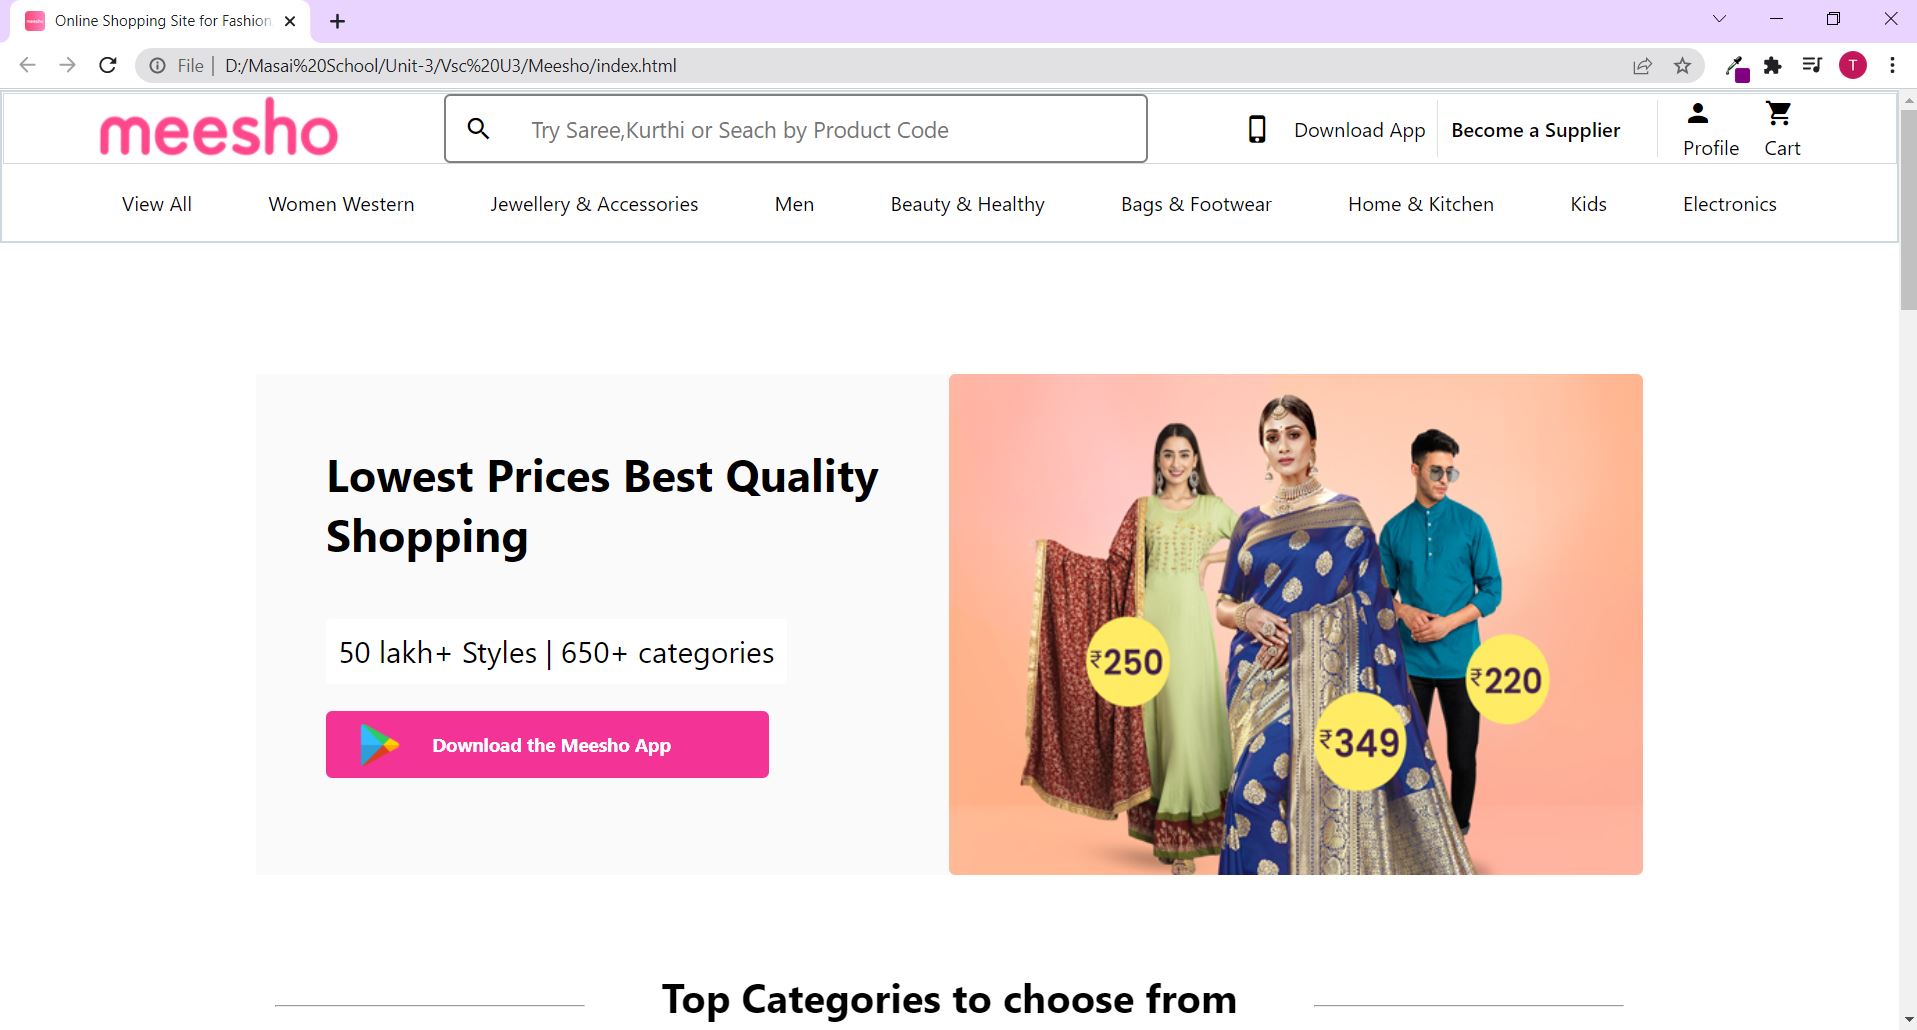 Online Shopping Site for Fashion
File | D:/Masai%20School/Unit-3/Vsc%20U3/Meesho/index.html
T
meesho
Try Saree,Kurthi or Seach by Product Code
Download App
Become a Supplier
Profile
Cart
View All
Women Western
Jewellery & Accessories
Men
Beauty & Healthy
Bags & Footwear
Home & Kitchen
Kids
Electronics
Lowest Prices Best Quality
Shopping
50 lakh+ Styles | 650+ categories
Download the Meesho App
₹250
₹349
₹220
Top Categories to choose from